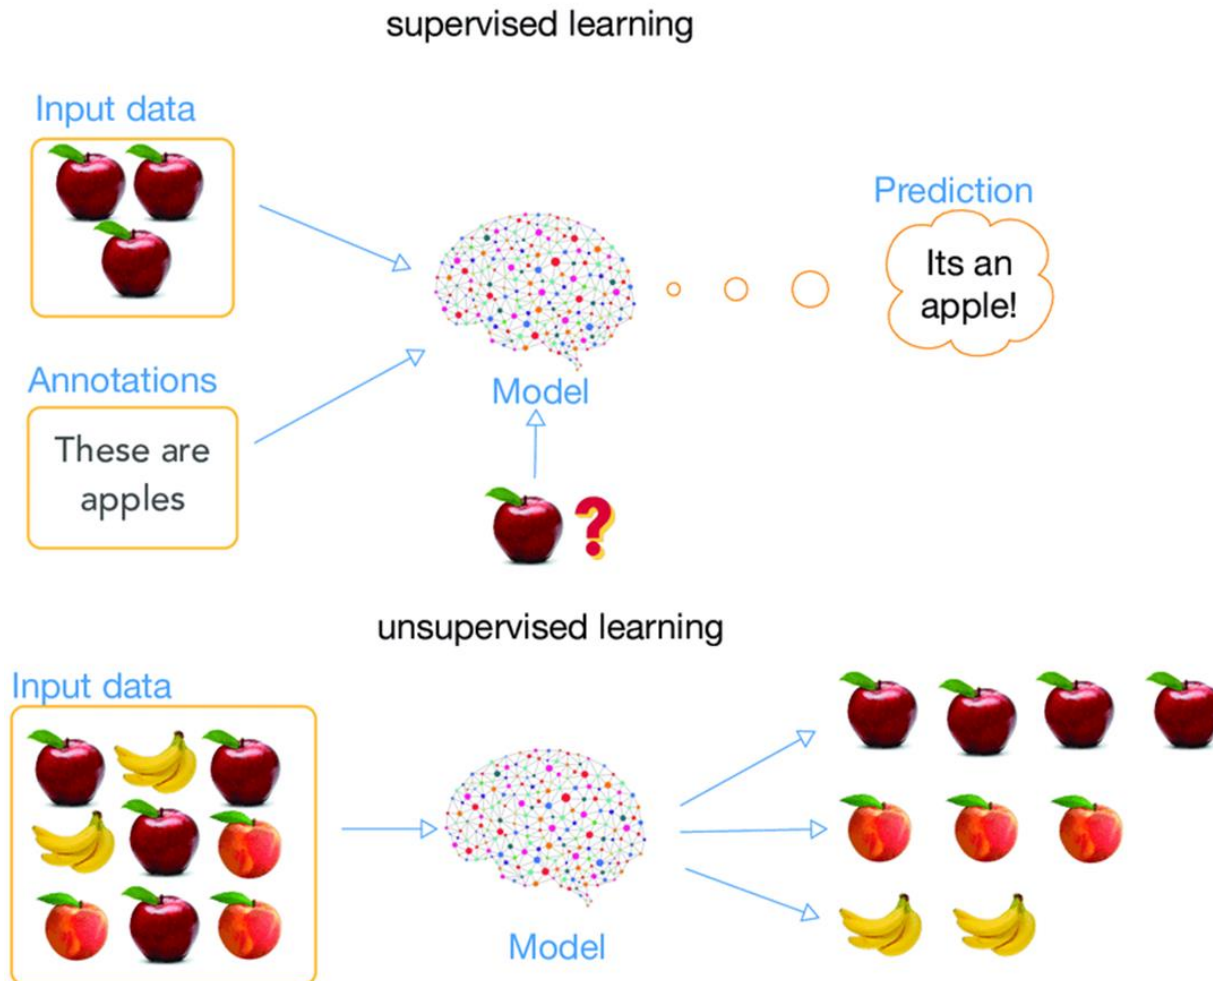 supervised learning
Input data
Prediction
Its an
apple!
Annotations
These are
apples
Model
?
unsupervised learning
Input data
Model